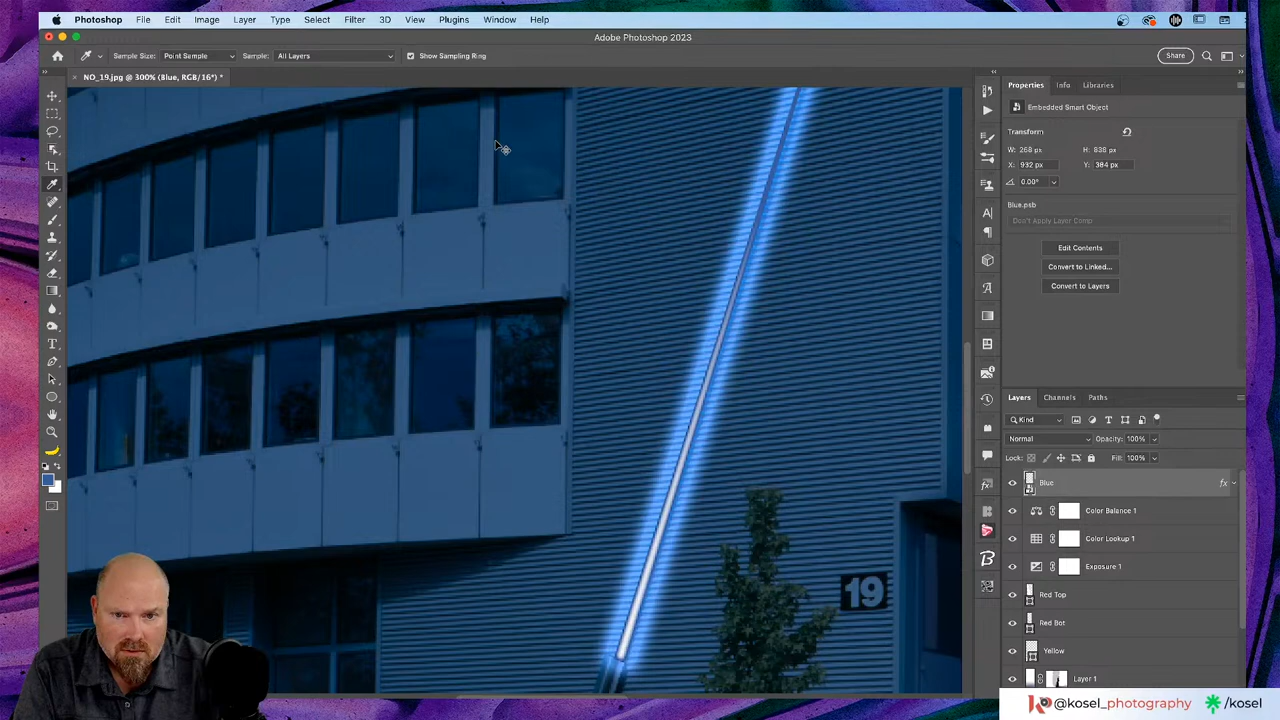 Photoshop File Edit Image Layer Type Select Filter 3D View Plugins Window Help
Adobe Photoshop 2023
Sample Size: Point Sample Sample: All Layers Show Sampling Ring Share
NO_19.jpg @ 300% (Blue, RGB/16*) *
Properties Info Libraries
Embedded Smart Object
Transform
W: 268 px H: 838 px
X: 932 px Y: 384 px
0.00°
Blue.psb
Don't Apply Layer Comp
Edit Contents
Convert to Linked...
Convert to Layers
Layers Channels Paths
Kind
Normal Opacity: 100%
Lock: Fill: 100%
Blue fx
Color Balance 1
Color Lookup 1
Exposure 1
Red Top
Red Bot
Yellow
Layer 1
19
@kosel_photography /kosel